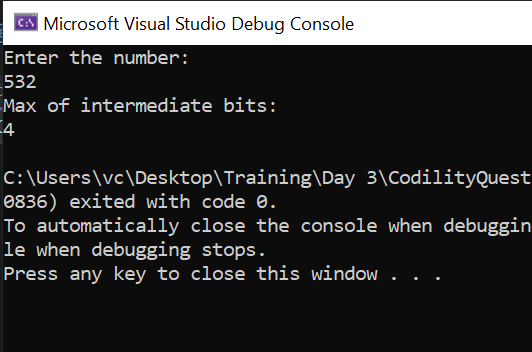 C:\ Microsoft Visual Studio Debug Console
Enter the number:
532
Max of intermediate bits:
4
C:\Users\vc\Desktop\Training\Day 3\CodilityQuest
0836) exited with code 0.
To automatically close the console when debuggin
le when debugging stops.
Press any key to close this window . . .